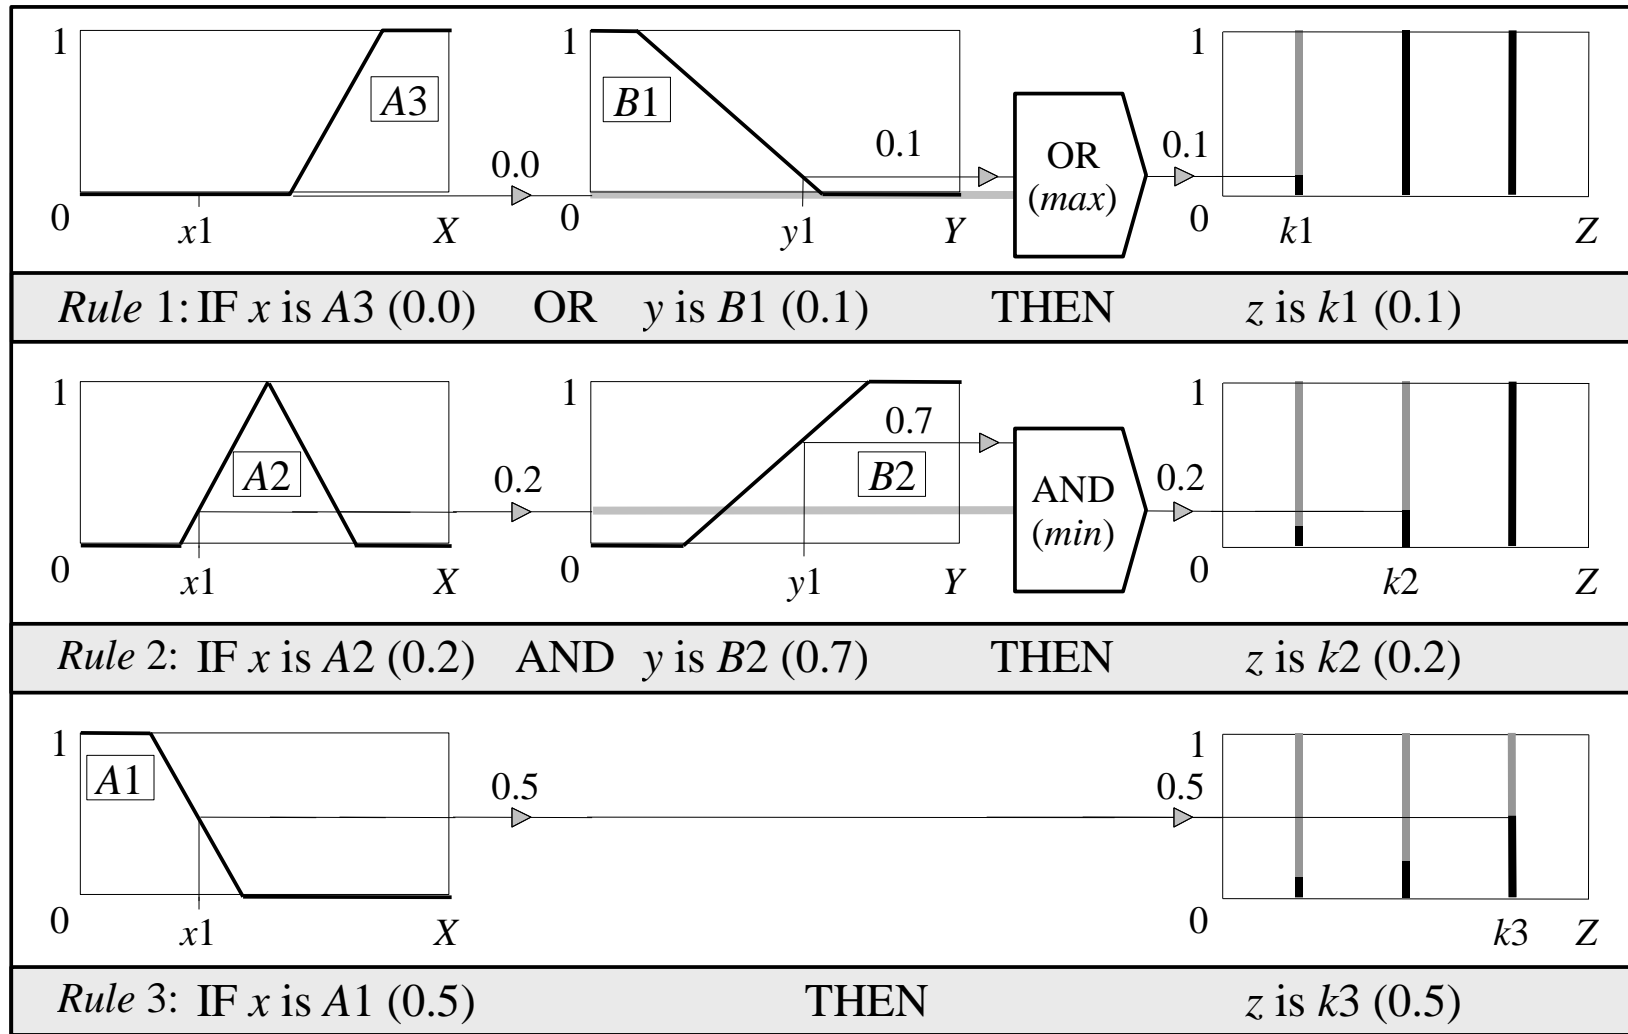 1 A3 1 B1 1
0.0 0.1 OR (max) 0.1
0 x1 X 0 y1 Y 0 k1 Z
Rule 1: IF x is A3 (0.0) OR y is B1 (0.1) THEN z is k1 (0.1)
1 A2 1 B2 1
0.2 0.7 AND (min) 0.2
0 x1 X 0 y1 Y 0 k2 Z
Rule 2: IF x is A2 (0.2) AND y is B2 (0.7) THEN z is k2 (0.2)
1 A1 1
0.5 0.5
0 x1 X 0 k3 Z
Rule 3: IF x is A1 (0.5) THEN z is k3 (0.5)